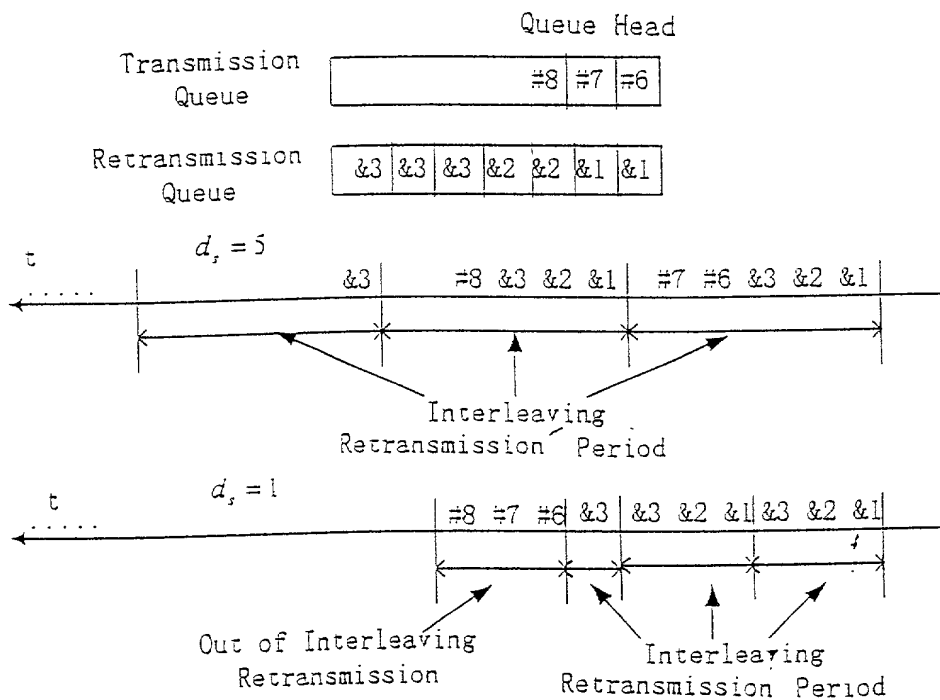 Queue Head
Transmission
Queue
#8 #7 #6
Retransmission
Queue
&3 &3 &3 &2 &2 &1 &1
t
.....
d_s = 5
&3 #8 &3 &2 &1 #7 #6 &3 &2 &1
Interleaving
Retransmission Period
t
.....
d_s = 1
#8 #7 #6 &3 &3 &2 &1 &3 &2 &1
Out of Interleaving
Retransmission
Interleaving
Retransmission Period